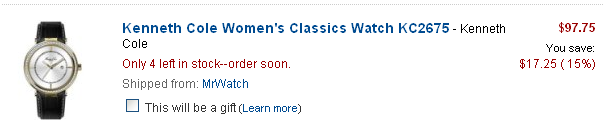 Kenneth Cole Women's Classics Watch KC2675 - Kenneth
Cole
Only 4 left in stock--order soon.
Shipped from: MrWatch
This will be a gift (Learn more)
$97.75
You save:
$17.25 ( 15%)